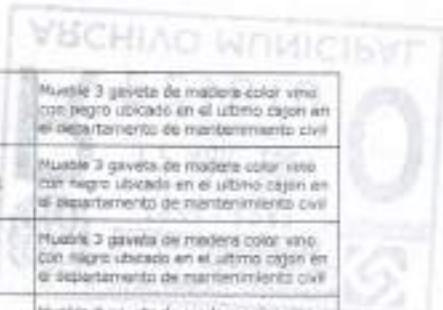 ARCHIVO MUNICIPAL
Mueble 3 gaveta de madera color vino
con negro ubicado en el ultimo cajon en
el departamento de mantenimiento civil
Mueble 3 gaveta de madera color vino
con negro ubicado en el ultimo cajon en
el departamento de mantenimiento civil
Mueble 3 gaveta de madera color vino
con negro ubicado en el ultimo cajon en
el departamento de mantenimiento civil